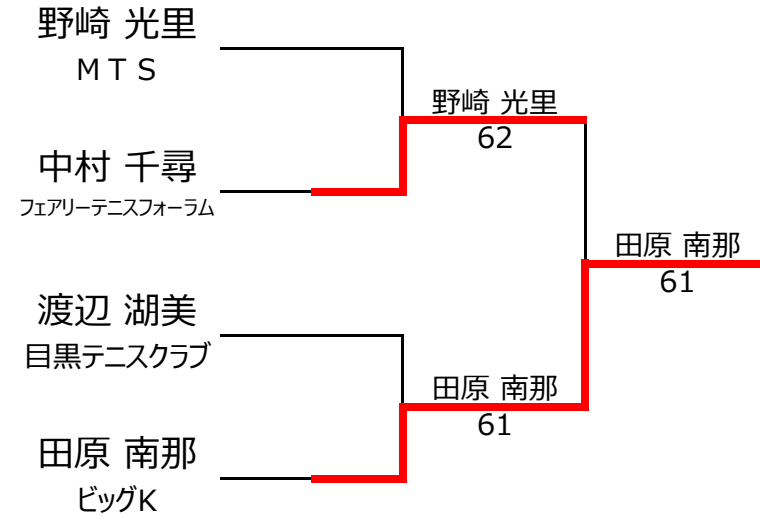 野崎 光里
ＭＴＳ
野崎 光里
62
中村 千尋
フェアリーテニスフォーラム
田原 南那
61
渡辺 湖美
目黒テニスクラブ
田原 南那
61
田原 南那
ビッグK